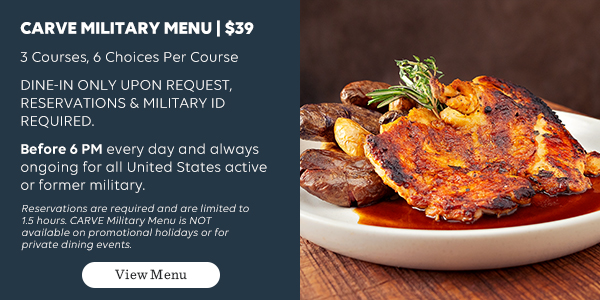 CARVE MILITARY MENU | $39
3 Courses, 6 Choices Per Course
DINE-IN ONLY UPON REQUEST,
RESERVATIONS & MILITARY ID
REQUIRED.
Before 6 PM every day and always
ongoing for all United States active
or former military.
Reservations are required and are limited to
1.5 hours. CARVE Military Menu is NOT
available on promotional holidays or for
private dining events.
View Menu